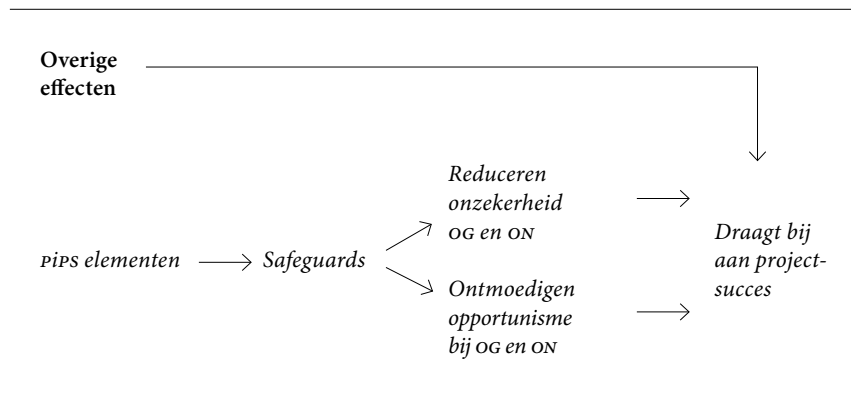 Overige
effecten
Reduceren
onzekerheid
OG en ON
PiPS elementen
Safeguards
Ontmoedigen
opportunisme
bij OG en ON
Draagt bij
aan project-
succes